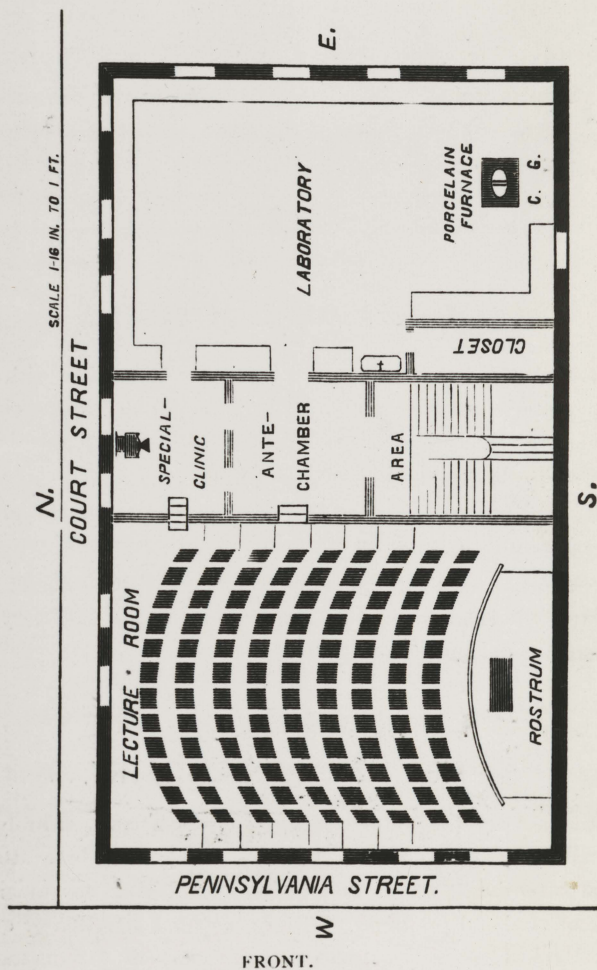 E.
SCALE 1-16 IN. TO 1 FT.
N.
COURT STREET
LABORATORY
PORCELAIN
FURNACE
C. G.
CLOSET
SPECIAL-
CLINIC
ANTE-
CHAMBER
AREA
S.
LECTURE · ROOM
ROSTRUM
PENNSYLVANIA STREET.
W
FRONT.